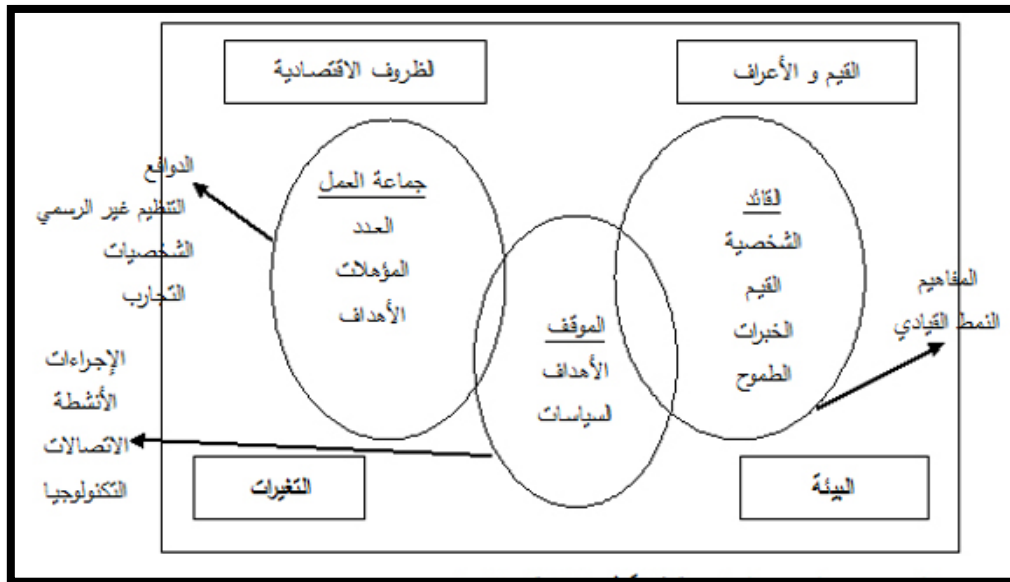 القيم و الأعراف
الظروف الاقتصادية
القائد
الشخصية
القيم
الخبرات
الطموح
المفاهيم
النمط القيادي
الموقف
الأهداف
السياسات
جماعة العمل
العدد
المؤهلات
الأهداف
الدوافع
التنظيم غير الرسمي
الشخصيات
التجارب
الإجراءات
الأنشطة
الاتصالات
التكنولوجيا
البيئة
التغيرات